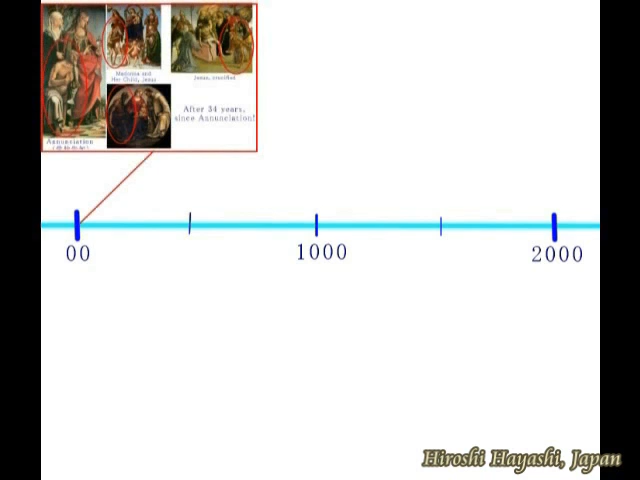 Madonna and
Her Child, Jesus
Jesus, crucified
After 34 years,
since Annunciation!
Annunciation
00
1000
2000
Hiroshi Hayashi, Japan